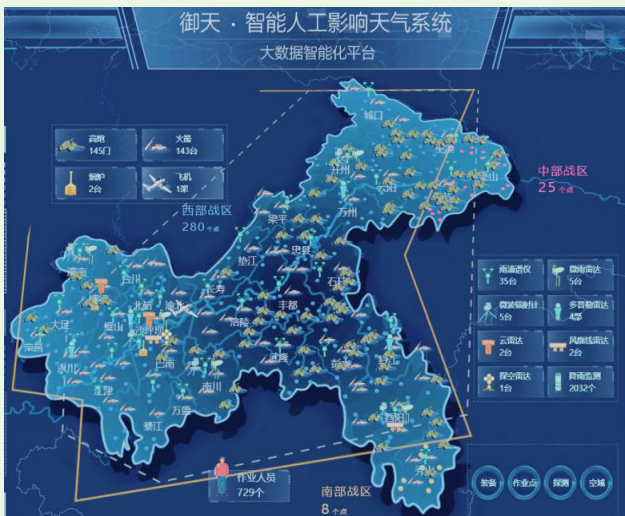 御天·智能人工影响天气系统
大数据智能化平台
高炮
145门
火箭
143台
烟炉
2台
飞机
1架
西部战区
280个点
中部战区
25个点
城口
开州
云阳
万州
梁平
忠县
垫江
石柱
长寿
丰都
涪陵
武隆
合川
北碚
潼南
大足
璧山
沙坪坝
荣昌
永川
巴南
江津
南川
万盛
綦江
酉阳
雨滴谱仪
35台
微雨雷达
5台
微波辐射计
5台
多普勒雷达
4部
云雷达
2台
风廓线雷达
2台
探空雷达
1台
降雨监测
2032个
作业人员
729个
南部战区
8个点
装备
作业点
探测
空域